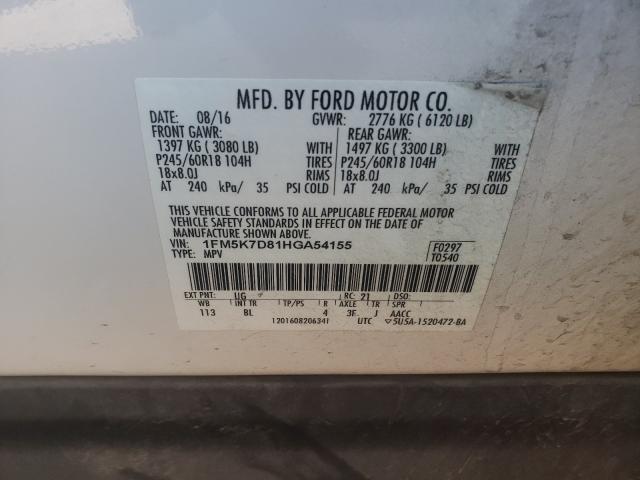 MFD. BY FORD MOTOR CO.
DATE: 08/16 GVWR: 2776 KG ( 6120 LB)
FRONT GAWR: REAR GAWR:
1397 KG ( 3080 LB) WITH 1497 KG ( 3300 LB) WITH
P245/60R18 104H TIRES P245/60R18 104H TIRES
18x8.0J RIMS 18x8.0J RIMS
AT 240 kPa/ 35 PSI COLD AT 240 kPa/ 35 PSI COLD
THIS VEHICLE CONFORMS TO ALL APPLICABLE FEDERAL MOTOR
VEHICLE SAFETY STANDARDS IN EFFECT ON THE DATE OF
MANUFACTURE SHOWN ABOVE.
VIN: 1FM5K7D81HGA54155 F0297
TYPE: MPV T0540
EXT PNT: UG RC: 21 DSO:
WB INT TR TP/PS R AXLE TR SPR
113 BL 4 3F J AACC
1201608206341 UTC ▽5U5A-1520472-BA